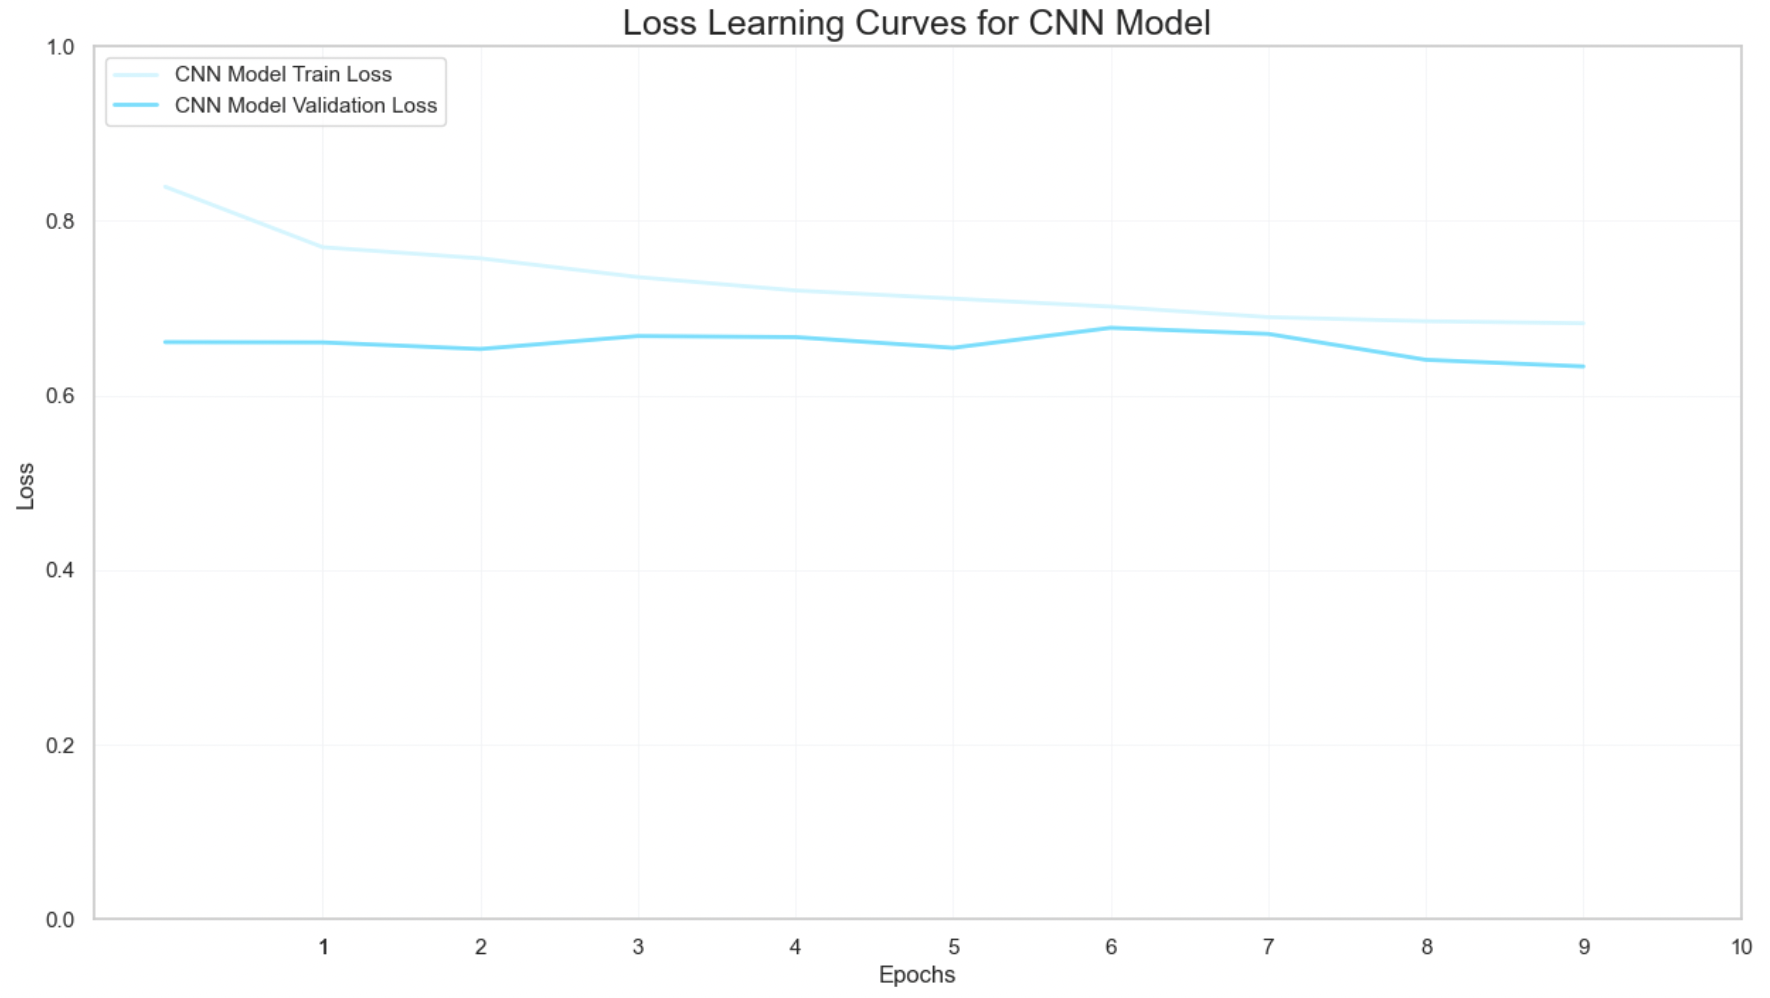 Loss Learning Curves for CNN Model
1.0
CNN Model Train Loss
CNN Model Validation Loss
0.8
0.6
Loss
0.4
0.2
0.0
1 2 3 4 5 6 7 8 9 10
Epochs